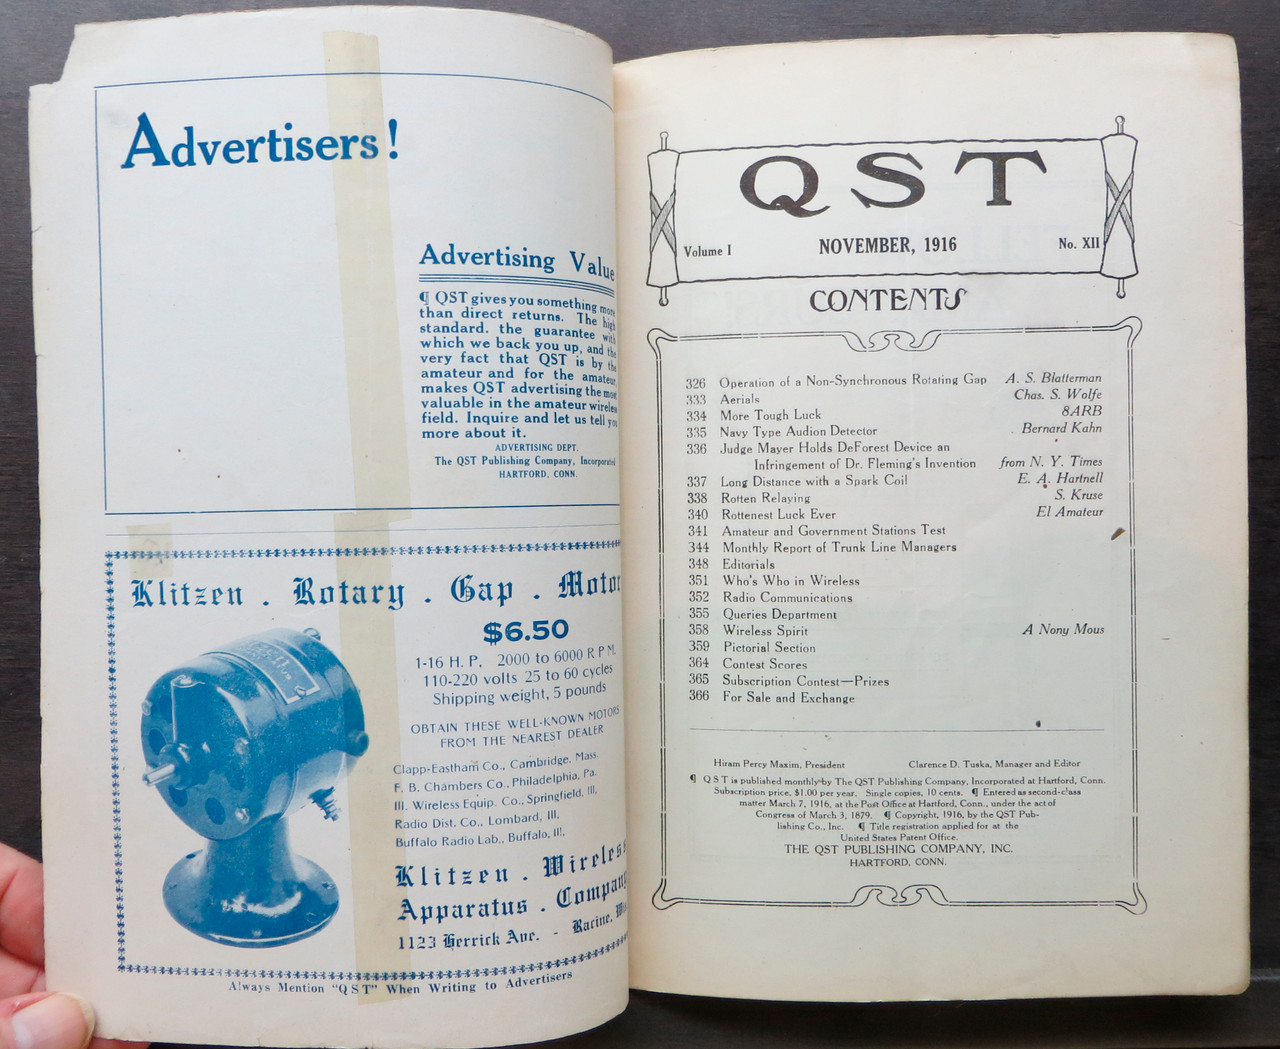 Advertisers!
Advertising Value
¶ QST gives you something more
than direct returns. The high
standard. the guarantee with
which we back you up, and the
very fact that QST is by the
amateur and for the amateur,
makes QST advertising the most
valuable in the amateur wireless
field. Inquire and let us tell you
more about it.
ADVERTISING DEPT.
The QST Publishing Company, Incorporated
HARTFORD, CONN.
Klitzen . Rotary . Gap . Motor
$6.50
1-16 H. P. 2000 to 6000 R P M.
110-220 volts 25 to 60 cycles
Shipping weight, 5 pounds
OBTAIN THESE WELL-KNOWN MOTORS
FROM THE NEAREST DEALER
Clapp-Eastham Co., Cambridge, Mass.
F. B. Chambers Co., Philadelphia, Pa.
Ill. Wireless Equip. Co., Springfield, Ill,
Radio Dist. Co., Lombard, Ill.
Buffalo Radio Lab., Buffalo, Ill,
Klitzen . Wireless
Apparatus . Company
1123 Herrick Ave. - Racine, Wis
Always Mention "Q S T" When Writing to Advertisers
QST
Volume I NOVEMBER, 1916 No. XII
CONTENTS
326 Operation of a Non-Synchronous Rotating Gap A. S. Blatterman
333 Aerials Chas. S. Wolfe
334 More Tough Luck 8ARB
335 Navy Type Audion Detector Bernard Kahn
336 Judge Mayer Holds DeForest Device an
Infringement of Dr. Fleming's Invention from N. Y. Times
337 Long Distance with a Spark Coil E. A. Hartnell
338 Rotten Relaying S. Kruse
340 Rottenest Luck Ever El Amateur
341 Amateur and Government Stations Test
344 Monthly Report of Trunk Line Managers
348 Editorials
351 Who's Who in Wireless
352 Radio Communications
355 Queries Department
358 Wireless Spirit A Nony Mous
359 Pictorial Section
364 Contest Scores
365 Subscription Contest—Prizes
366 For Sale and Exchange
Hiram Percy Maxim, President Clarence D. Tuska, Manager and Editor
¶ Q S T is published monthly by The QST Publishing Company, Incorporated at Hartford, Conn.
Subscription price, $1.00 per year. Single copies, 10 cents. ¶ Entered as second-class
matter March 7, 1916, at the Post Office at Hartford, Conn., under the act of
Congress of March 3, 1879. ¶ Copyright, 1916, by the QST Pub-
lishing Co., Inc. ¶ Title registration applied for at the
United States Patent Office.
THE QST PUBLISHING COMPANY, INC.
HARTFORD, CONN.